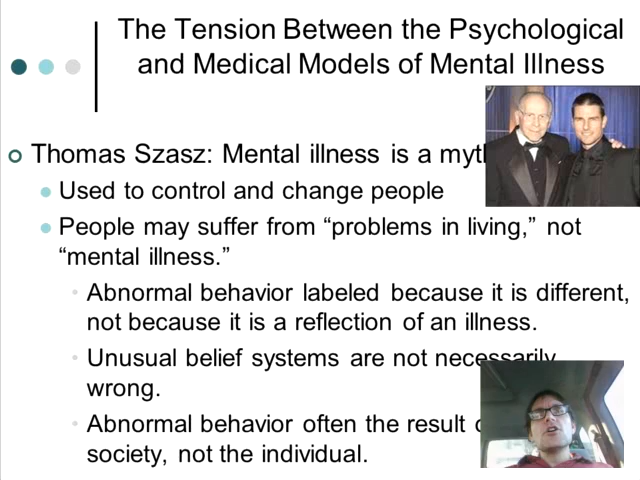 The Tension Between the Psychological
and Medical Models of Mental Illness
Thomas Szasz: Mental illness is a myt
Used to control and change people
People may suffer from “problems in living,” not
“mental illness.”
Abnormal behavior labeled because it is different,
not because it is a reflection of an illness.
Unusual belief systems are not necessarily
wrong.
Abnormal behavior often the result
society, not the individual.